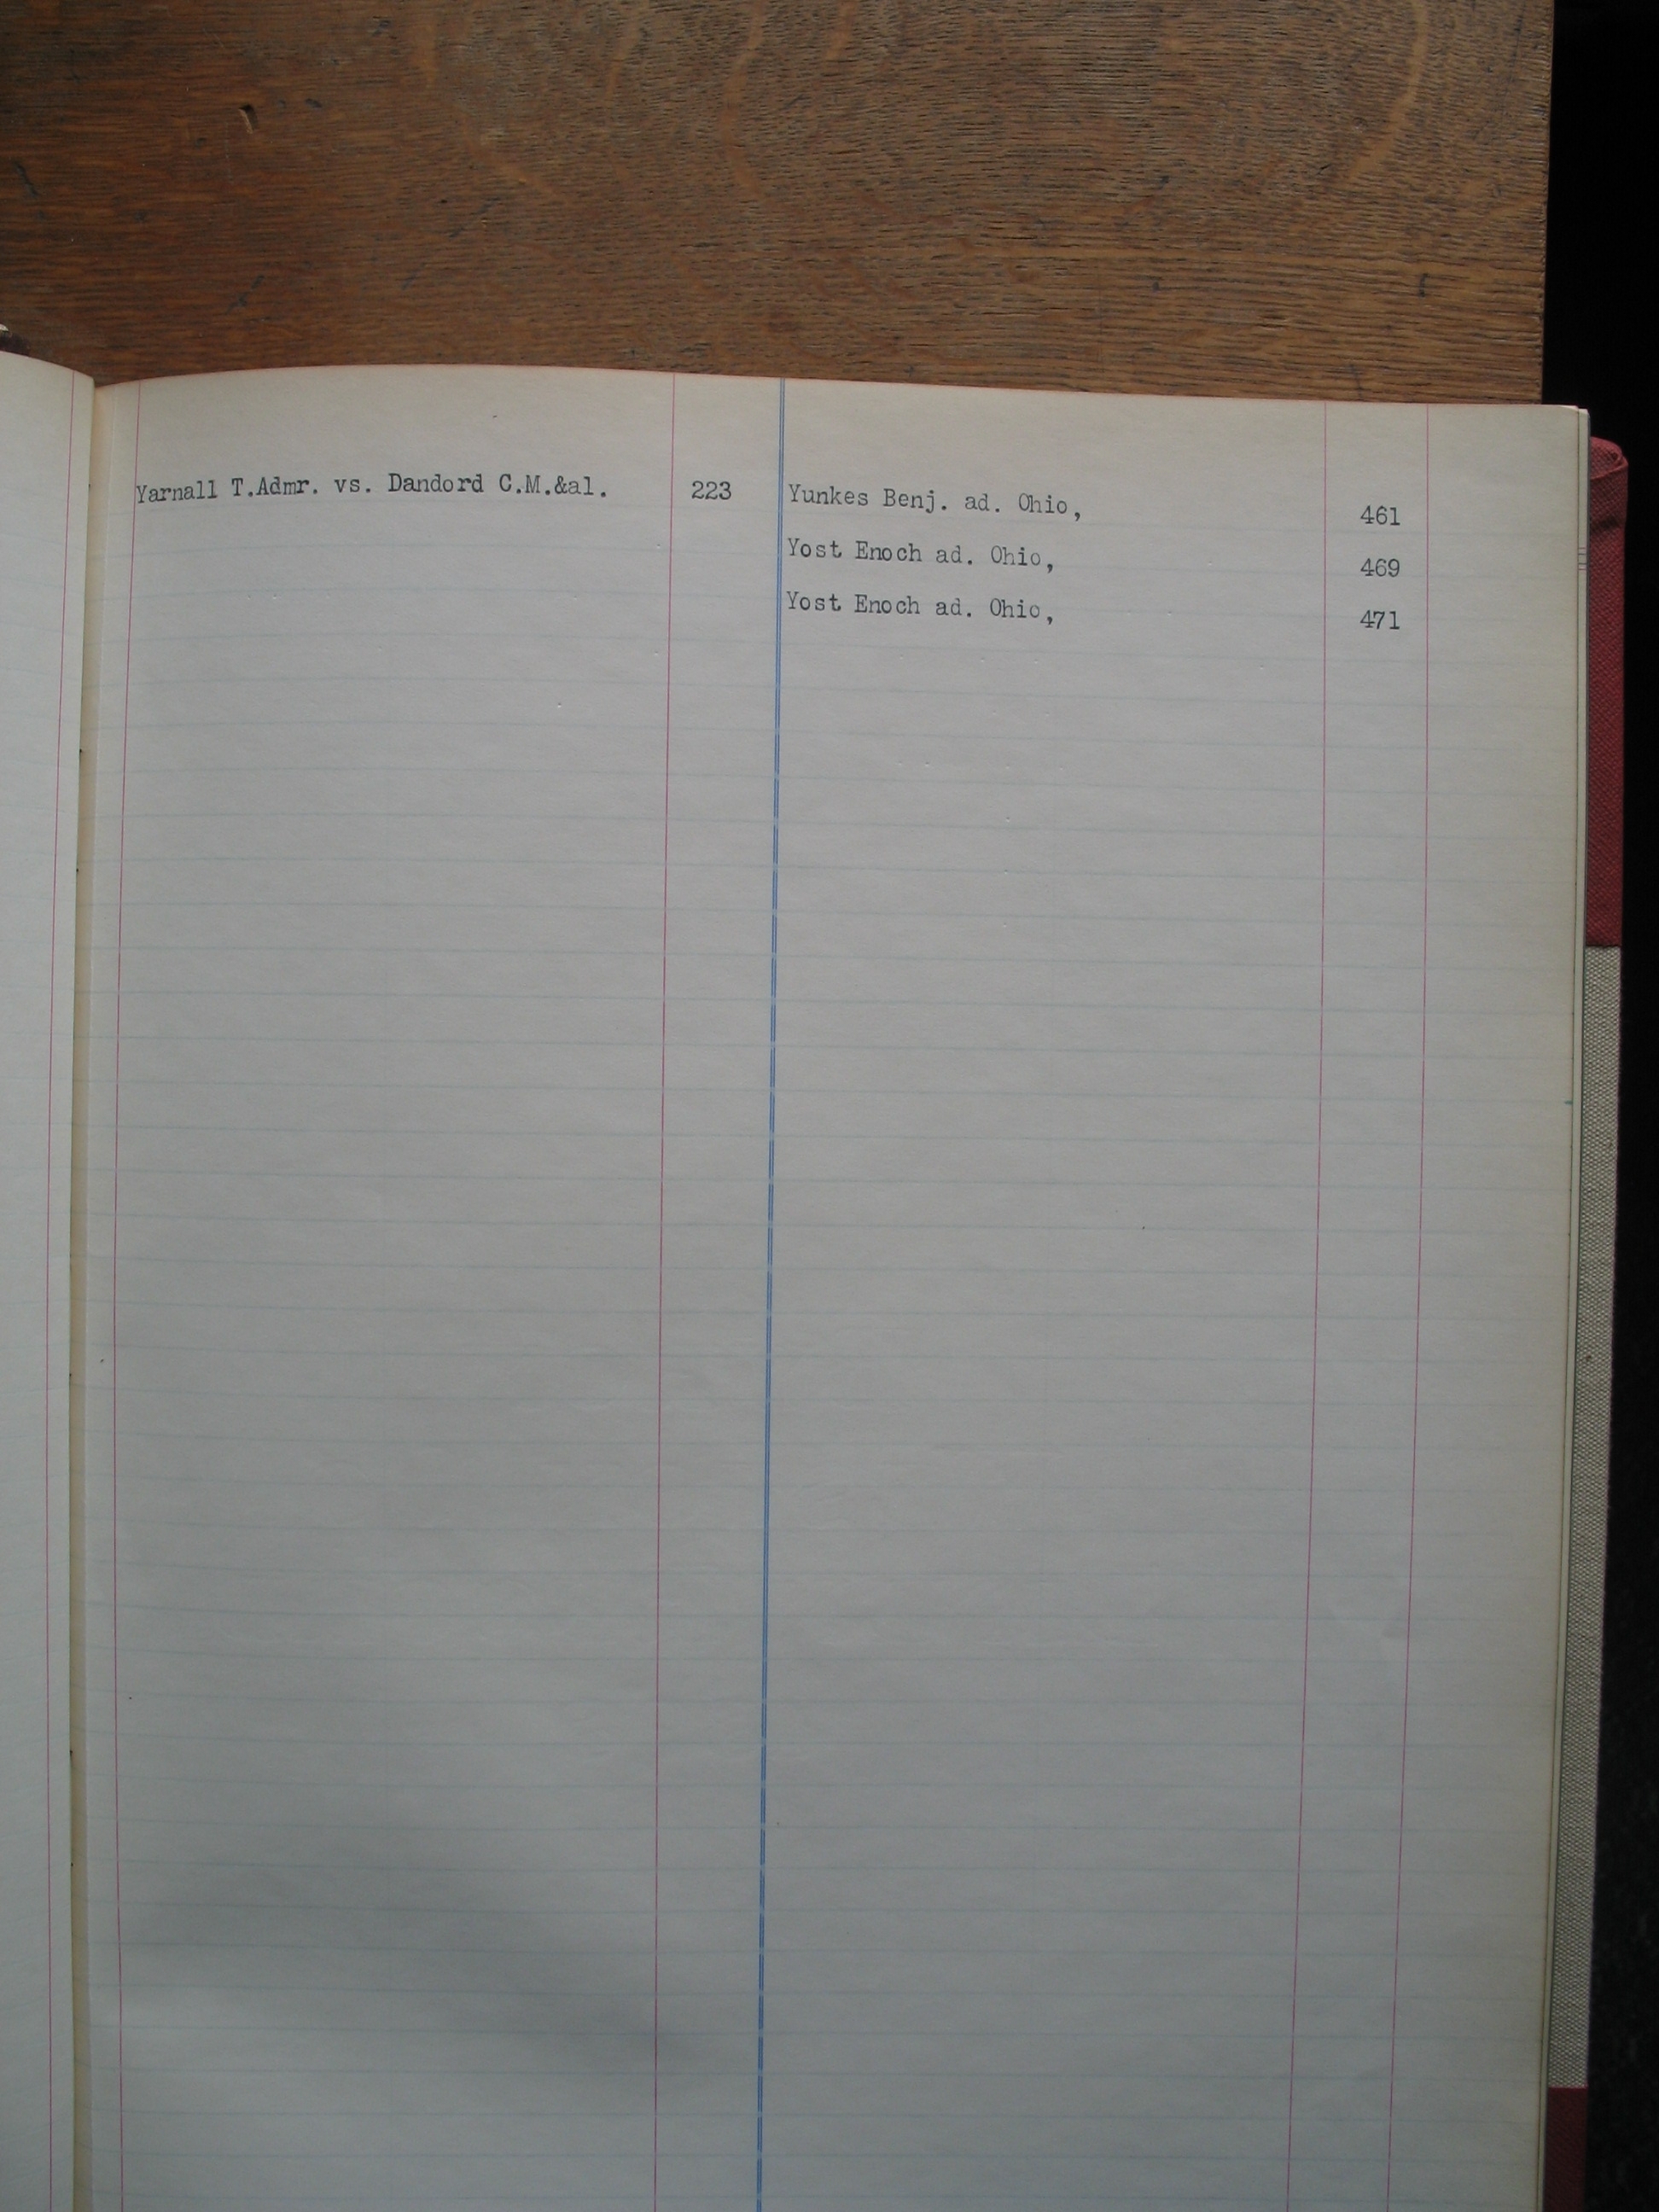 Yarnall T.Admr. vs. Dandord C.M.&al. 223
Yunkes Benj. ad. Ohio, 461
Yost Enoch ad. Ohio, 469
Yost Enoch ad. Ohio, 471